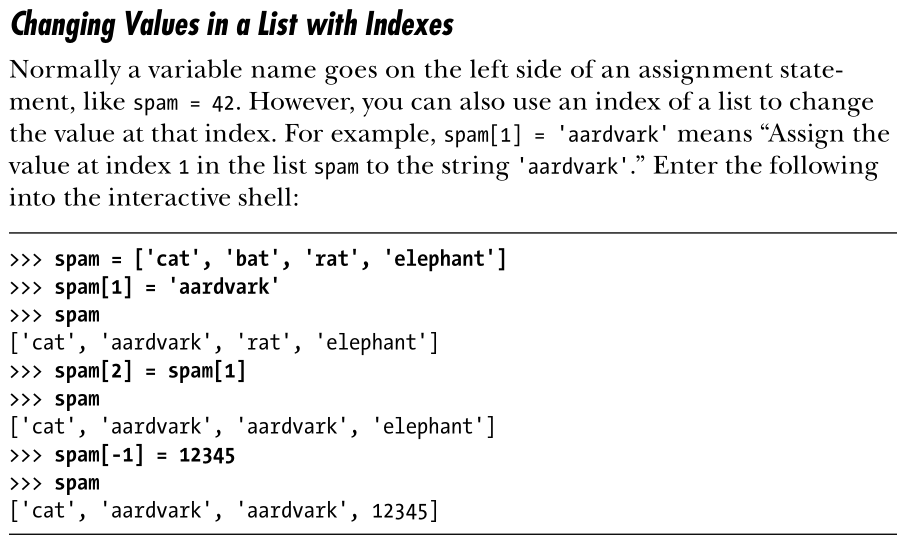 Changing Values in a List with Indexes
Normally a variable name goes on the left side of an assignment state-
ment, like spam = 42. However, you can also use an index of a list to change
the value at that index. For example, spam[1] = 'aardvark' means “Assign the
value at index 1 in the list spam to the string 'aardvark'.” Enter the following
into the interactive shell:
>>> spam = ['cat', 'bat', 'rat', 'elephant']
>>> spam[1] = 'aardvark'
>>> spam
['cat', 'aardvark', 'rat', 'elephant']
>>> spam[2] = spam[1]
>>> spam
['cat', 'aardvark', 'aardvark', 'elephant']
>>> spam[-1] = 12345
>>> spam
['cat', 'aardvark', 'aardvark', 12345]